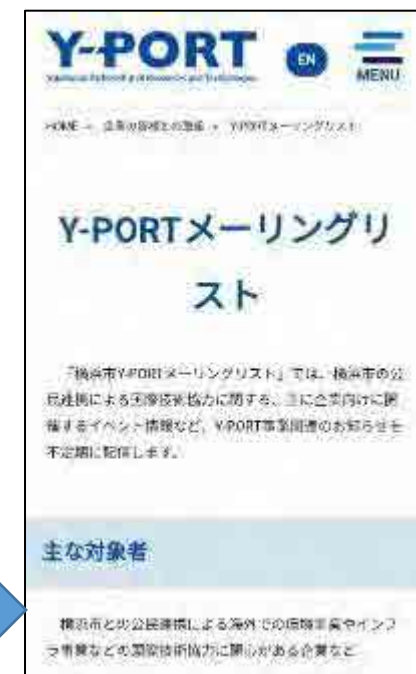 Y-PORT
EN
MENU
HOME 企業の皆様との連携 Y-PORTメーリングリスト
Y-PORTメーリングリ
スト
「横浜市Y-PORTメーリングリスト」では、横浜市の公
民連携による国際技術協力に関する、主に企業向けに開
催するイベント情報など、Y-PORT事業関連のお知らせを
不定期に配信します。
主な対象者
横浜市との公民連携による海外での環境事業やインフ
ラ事業などの国際技術協力に関心がある企業など